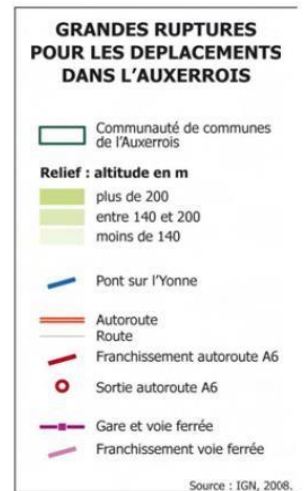 GRANDES RUPTURES
POUR LES DEPLACEMENTS
DANS L'AUXERROIS
Communauté de communes
de l'Auxerrois
Relief : altitude en m
plus de 200
entre 140 et 200
moins de 140
Pont sur l'Yonne
Autoroute
Route
Franchissement autoroute A6
Sortie autoroute A6
Gare et voie ferrée
Franchissement voie ferrée
Source : IGN, 2008.